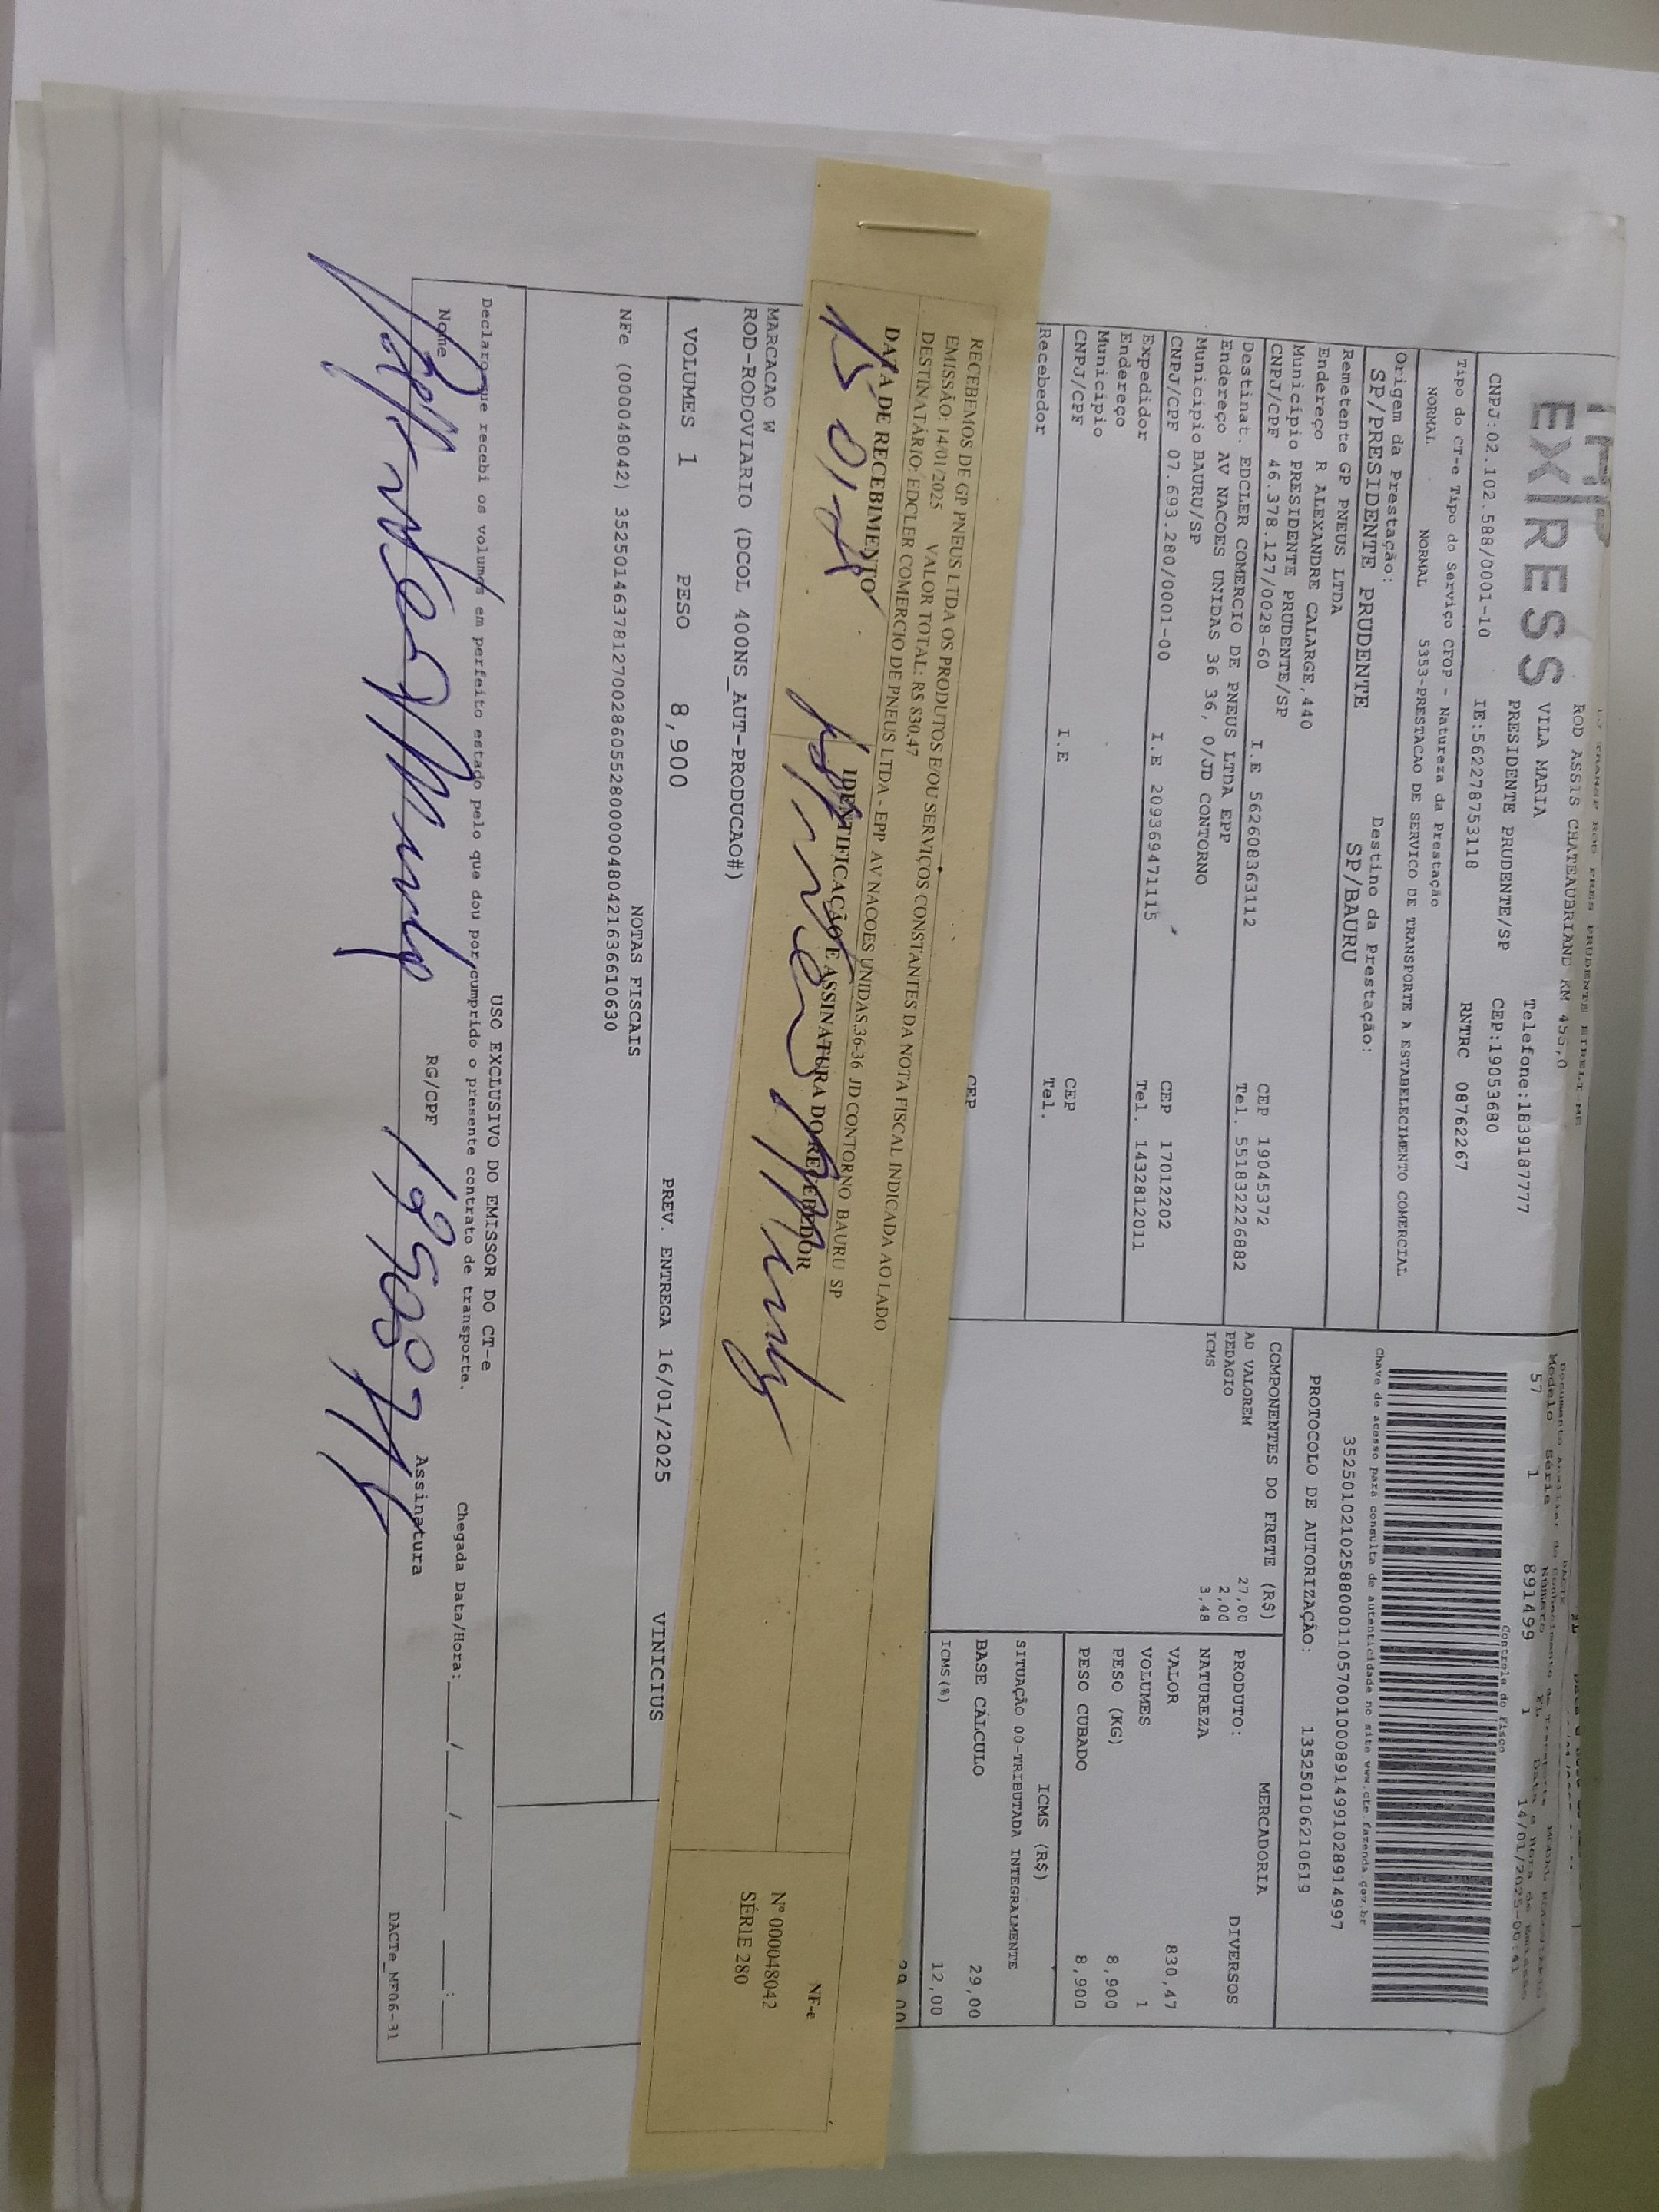 EXPRESS
ROD ASSIS CHATEAUBRIAND KM 455,0
VILA MARIA Telefone:1839187777
PRESIDENTE PRUDENTE/SP CEP:19053680
CNPJ:02.102.588/0001-10 IE:562278753118 RNTRC 08762267
Tipo do CT-e Tipo do Serviço CFOP - Natureza da Prestação
NORMAL NORMAL 5353-PRESTACAO DE SERVICO DE TRANSPORTE A ESTABELECIMENTO COMERCIAL
Origem da Prestação: Destino da Prestação:
SP/PRESIDENTE PRUDENTE SP/BAURU
Remetente GP PNEUS LTDA
Endereço R ALEXANDRE CALARGE,440
Município PRESIDENTE PRUDENTE/SP CEP 19045372
CNPJ/CPF 46.378.127/0028-60 I.E 562608363112 Tel. 551832226882
Destinat. EDCLER COMERCIO DE PNEUS LTDA EPP
Endereço AV NACOES UNIDAS 36 36, 0/JD CONTORNO
Municipio BAURU/SP CEP 17012202
CNPJ/CPF 07.693.280/0001-00 I.E 209369471115 Tel. 1432812011
Expedidor
Endereço
Município CEP
CNPJ/CPF I.E Tel.
Recebedor
CEP
Modelo Série Número FL
57 1 891499 1 14/01/2025-
Controle do Fisco
Chave de acesso para consulta de autenticidade no site www.cte.fazenda.gov.br
35250102102588000110570010008914991028914997
PROTOCOLO DE AUTORIZAÇÃO: 135250106210619
COMPONENTES DO FRETE (R$)
AD VALOREM 27,00
PEDAGIO 2,00
ICMS 3,48
MERCADORIA
PRODUTO: DIVERSOS
NATUREZA
VALOR 830,47
VOLUMES 1
PESO (KG) 8,900
PESO CUBADO 8,900
ICMS (R$)
SITUAÇÃO 00-TRIBUTADA INTEGRALMENTE
BASE CÁLCULO 29,00
ICMS(%) 12,00
29,00
RECEBEMOS DE GP PNEUS LTDA OS PRODUTOS E/OU SERVIÇOS CONSTANTES DA NOTA FISCAL INDICADA AO LADO
EMISSÃO: 14/01/2025 VALOR TOTAL: R$ 830,47
DESTINATÁRIO: EDCLER COMERCIO DE PNEUS LTDA - EPP AV NACOES UNIDAS,36-36 JD CONTORNO BAURU SP
DATA DE RECEBIMENTO IDENTIFICAÇÃO E ASSINATURA DO RECEBEDOR
15 01
NF-e
Nº 000048042
SÉRIE 280
MARCACAO W
ROD-RODOVIARIO (DCOL 400NS_AUT-PRODUCAO#)
VOLUMES 1 PESO 8,900 PREV. ENTREGA 16/01/2025 VINICIUS
NOTAS FISCAIS
NFe (000048042) 35250146378127002860552800000480421636610630
USO EXCLUSIVO DO EMISSOR DO CT-e
Declaro que recebi os volumes em perfeito estado pelo que dou por cumprido o presente contrato de transporte.
Chegada Data/Hora:____/____/______ ____:____
Nome RG/CPF Assinatura
DACTe_MF06-31